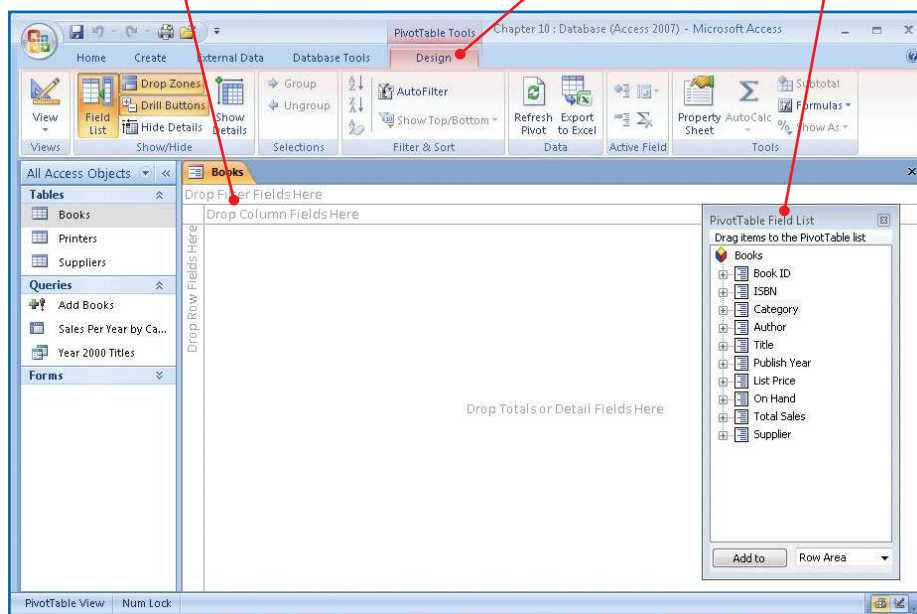 PivotTable Tools
Chapter 10 : Database (Access 2007) - Microsoft Access
Home Create External Data Database Tools Design
View
Field List
Drop Zones
Drill Buttons
Hide Details
Show Details
Group
Ungroup
AutoFilter
Show Top/Bottom
Refresh Pivot
Export to Excel
Property Sheet
AutoCalc
Subtotal
Formulas
Show As
Views Show/Hide Selections Filter & Sort Data Active Field Tools
All Access Objects
Tables
Books
Printers
Suppliers
Queries
Add Books
Sales Per Year by Ca...
Year 2000 Titles
Forms
Books
Drop Filter Fields Here
Drop Column Fields Here
Drop Row Fields Here
Drop Totals or Detail Fields Here
PivotTable Field List
Drag items to the PivotTable list
Books
Book ID
ISBN
Category
Author
Title
Publish Year
List Price
On Hand
Total Sales
Supplier
Add to Row Area
PivotTable View Num Lock